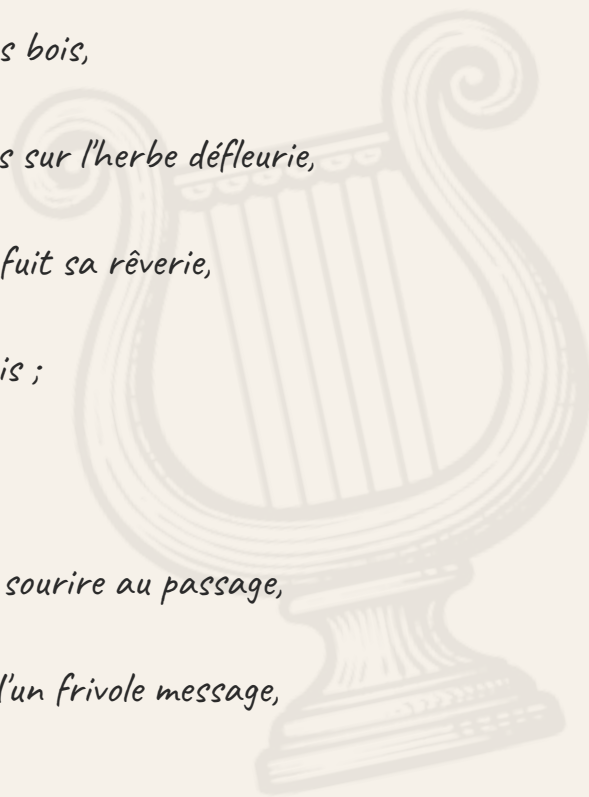 s bois,
s sur l'herbe défleurie,
fuit sa rêverie,
is ;
sourire au passage,
l'un frivole message,